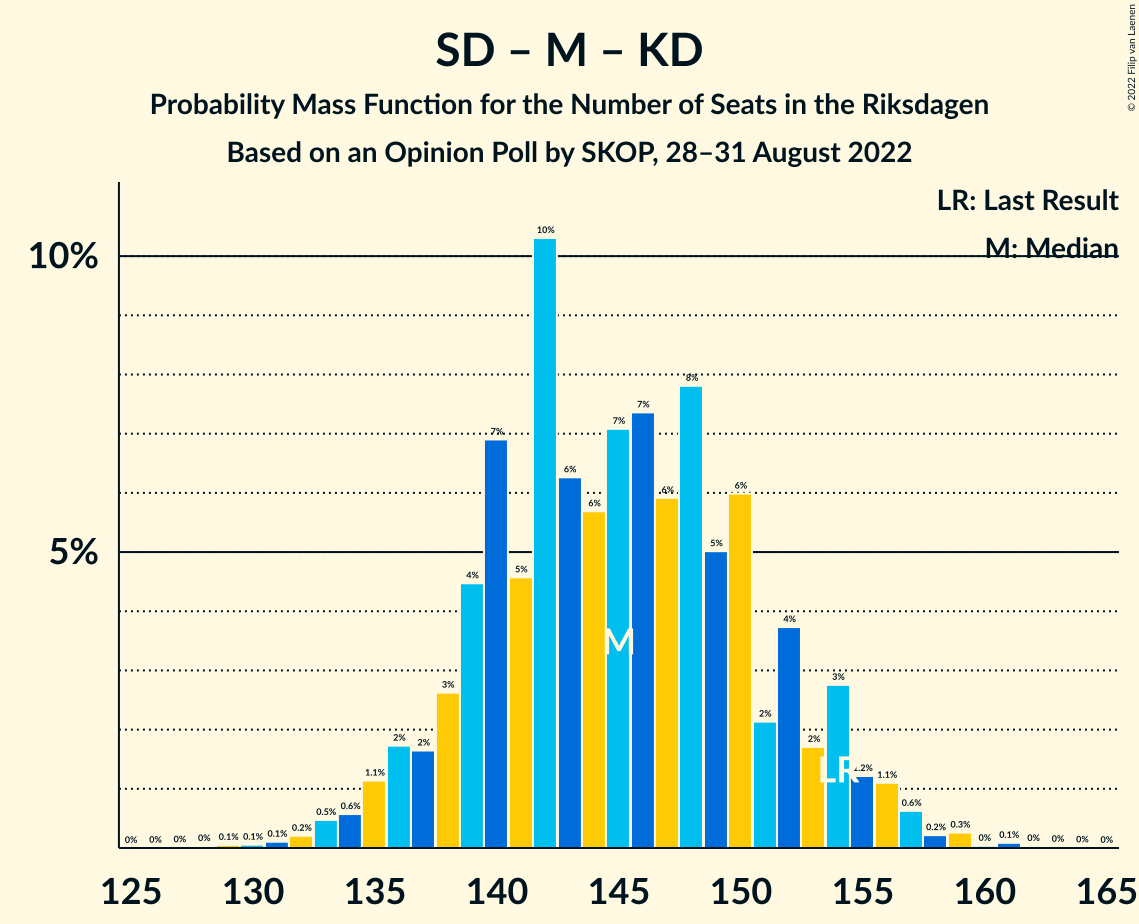 SD – M – KD
Probability Mass Function for the Number of Seats in the Riksdagen
Based on an Opinion Poll by SKOP, 28–31 August 2022
© 2022 Filip van Laenen
LR: Last Result
M: Median
10%
5%
0% 0% 0% 0% 0.1% 0.1% 0.1% 0.2% 0.5% 0.6% 1.1% 2% 2% 3% 4% 7% 5% 10% 6% 6% 7% 7% 6% 8% 5% 6% 2% 4% 2% 3% 1.2% 1.1% 0.6% 0.2% 0.3% 0% 0.1% 0% 0% 0% 0%
M
LR
125 130 135 140 145 150 155 160 165